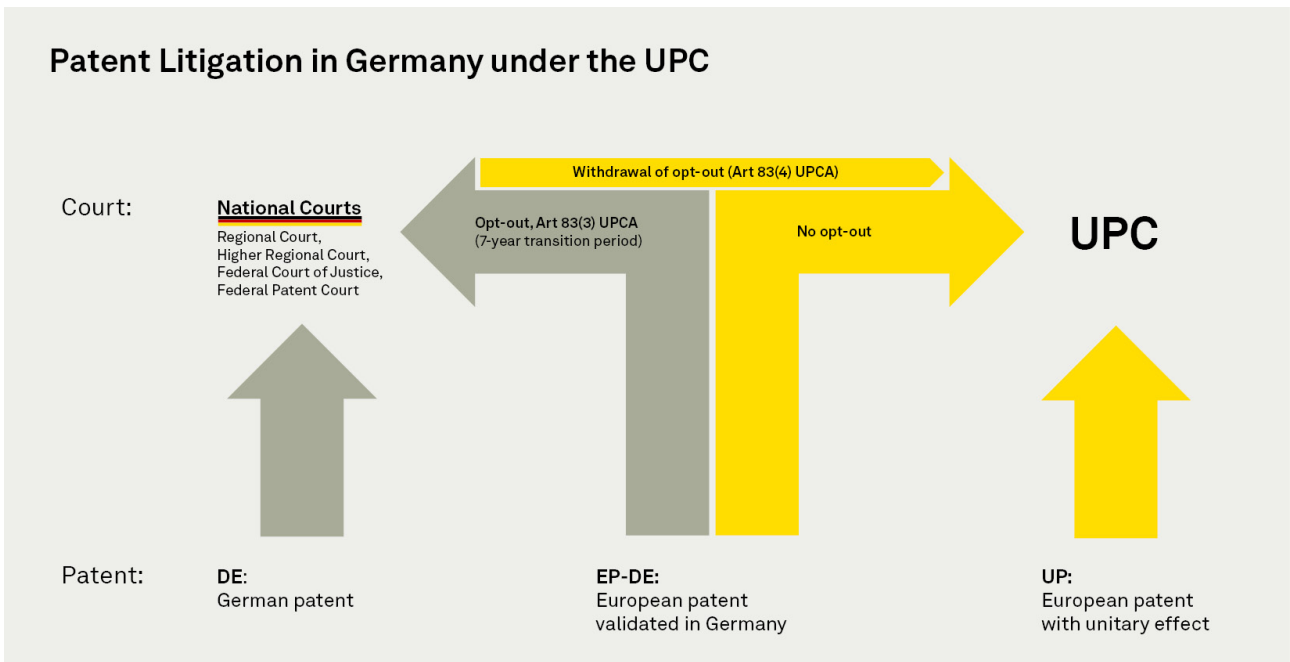 Patent Litigation in Germany under the UPC
Withdrawal of opt-out (Art 83(4) UPCA)
Court:
National Courts
Regional Court,
Higher Regional Court,
Federal Court of Justice,
Federal Patent Court
Opt-out, Art 83(3) UPCA
(7-year transition period)
No opt-out
UPC
Patent:
DE:
German patent
EP-DE:
European patent
validated in Germany
UP:
European patent
with unitary effect